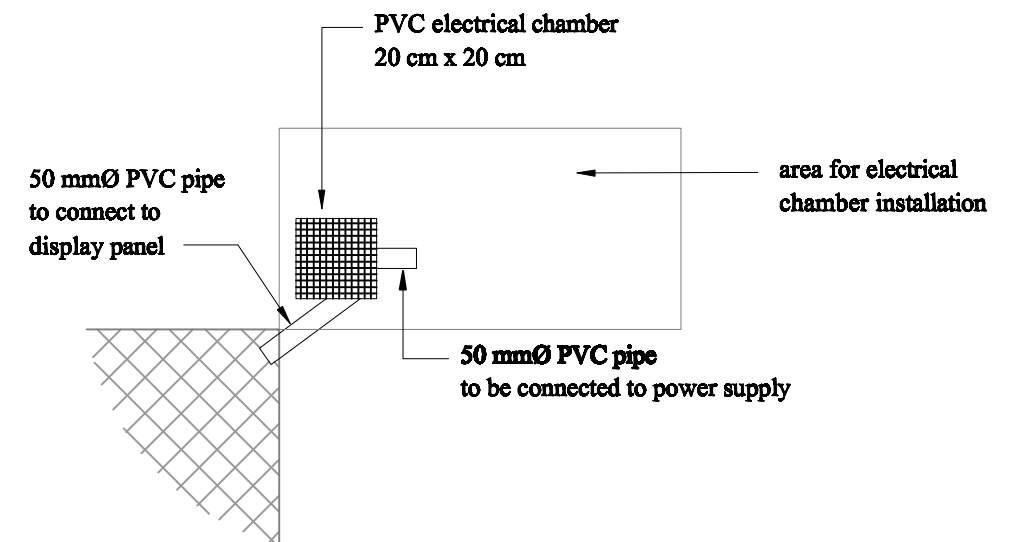 PVC electrical chamber
20 cm x 20 cm
50 mmØ PVC pipe
to connect to
display panel
area for electrical
chamber installation
50 mmØ PVC pipe
to be connected to power supply